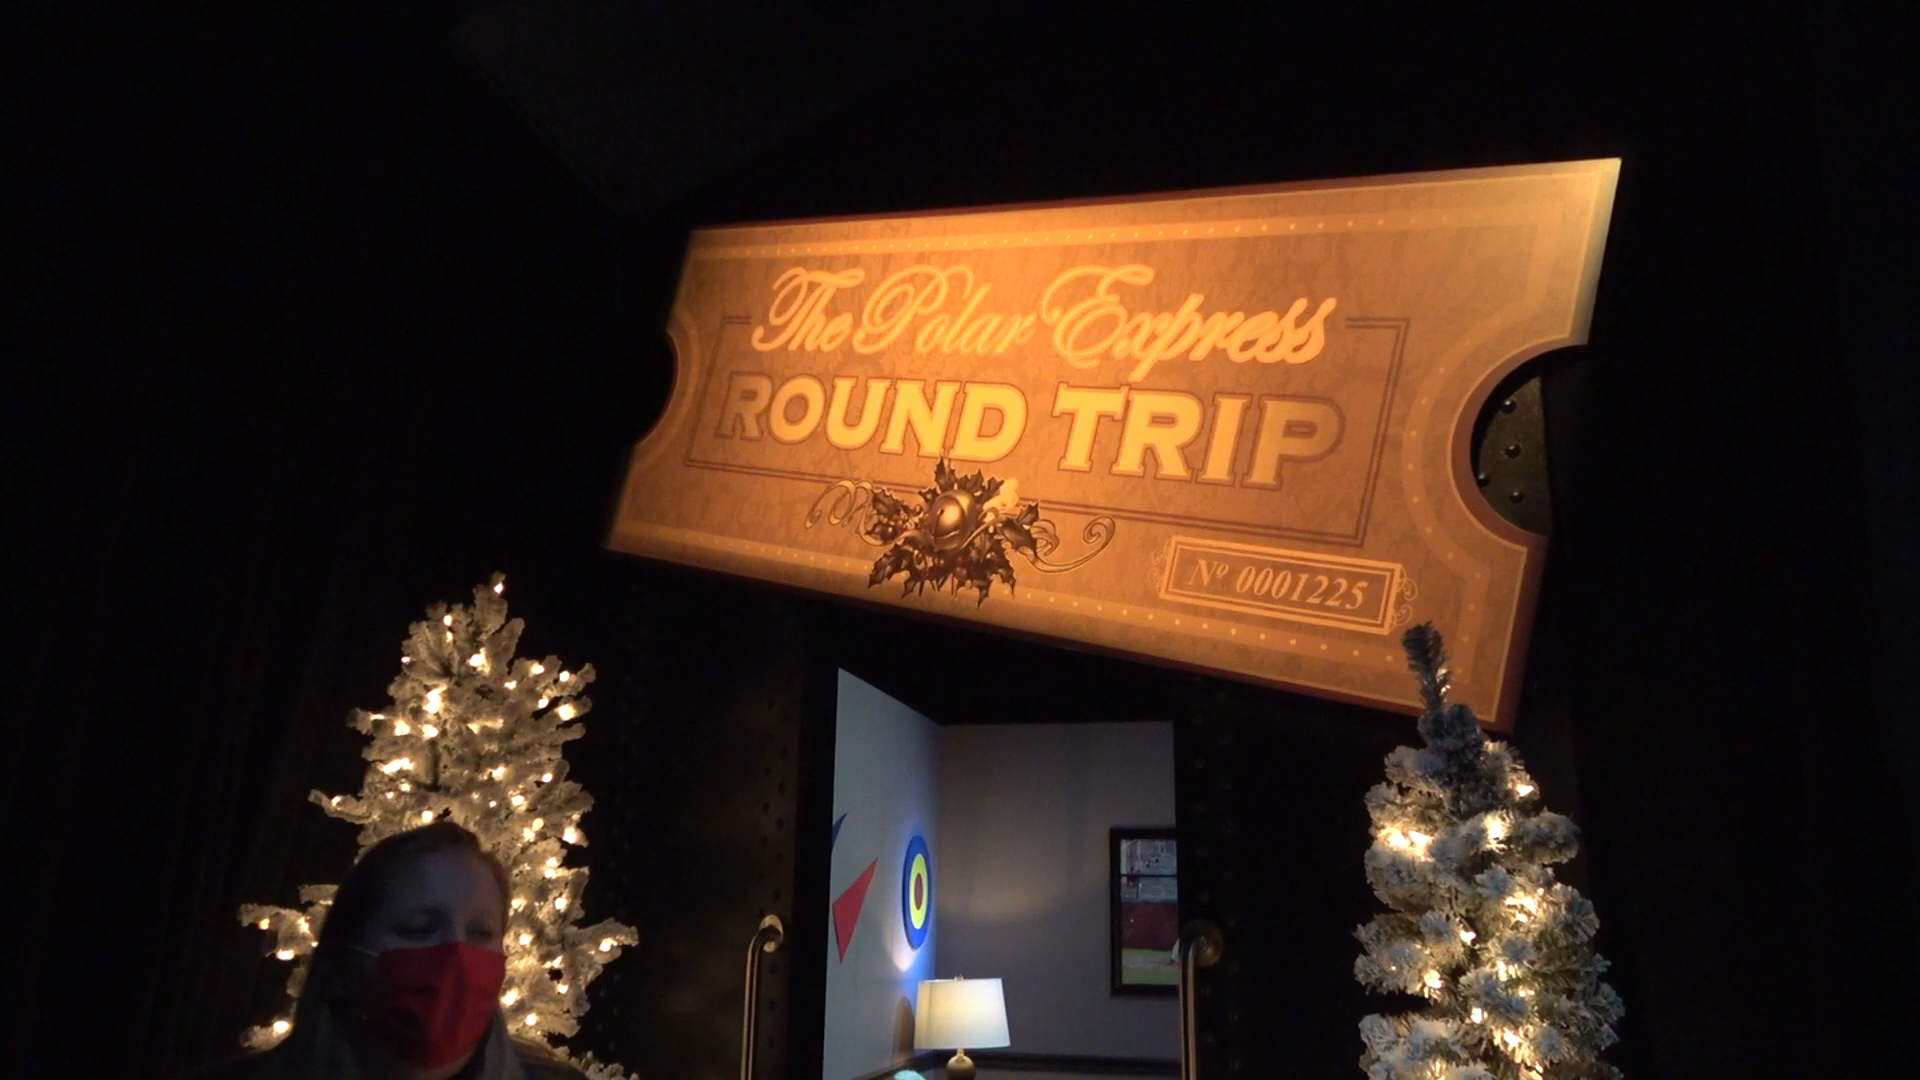 The Polar Express
ROUND TRIP
Nº 0001225